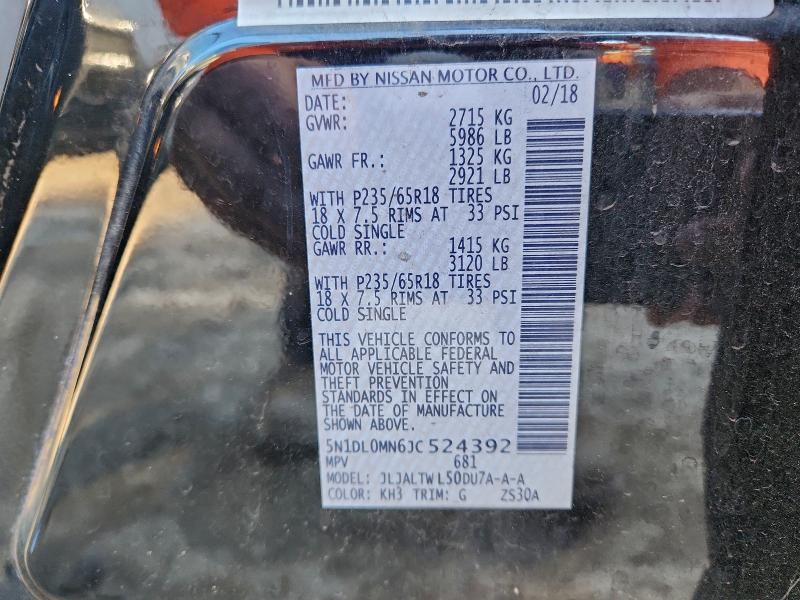 MFD BY NISSAN MOTOR CO., LTD.
DATE: 02/18
GVWR: 2715 KG
5986 LB
GAWR FR.: 1325 KG
2921 LB
WITH P235/65R18 TIRES
18 X 7.5 RIMS AT 33 PSI
COLD SINGLE
GAWR RR.: 1415 KG
3120 LB
WITH P235/65R18 TIRES
18 X 7.5 RIMS AT 33 PSI
COLD SINGLE
THIS VEHICLE CONFORMS TO
ALL APPLICABLE FEDERAL
MOTOR VEHICLE SAFETY AND
THEFT PREVENTION
STANDARDS IN EFFECT ON
THE DATE OF MANUFACTURE
SHOWN ABOVE.
5N1DL0MN6JC524392
MPV 681
MODEL: JLJALTWL50DU7A-A-A
COLOR: KH3 TRIM: G ZS30A